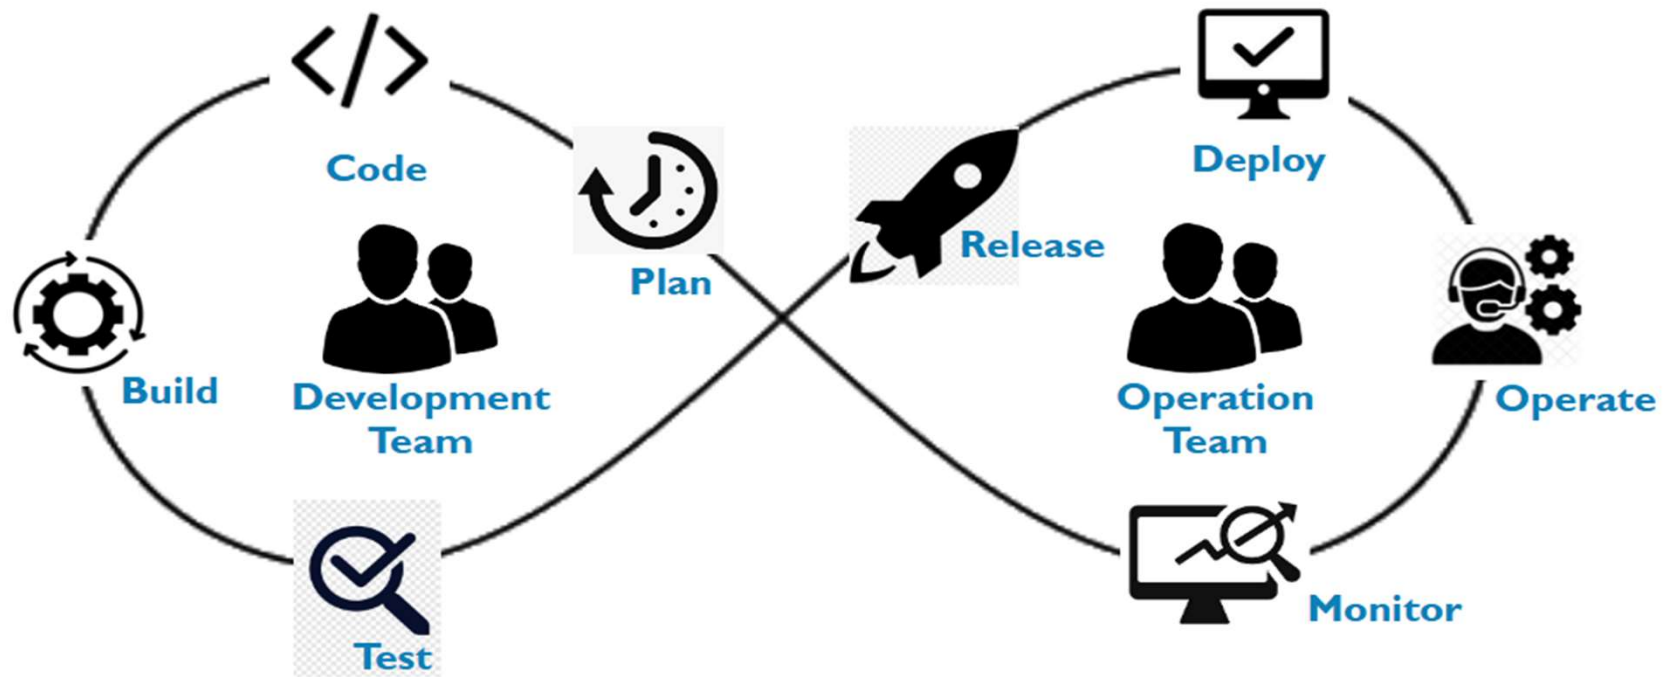 Code
Deploy
Release
Plan
Build
Development
Team
Operation
Team
Operate
Monitor
Test